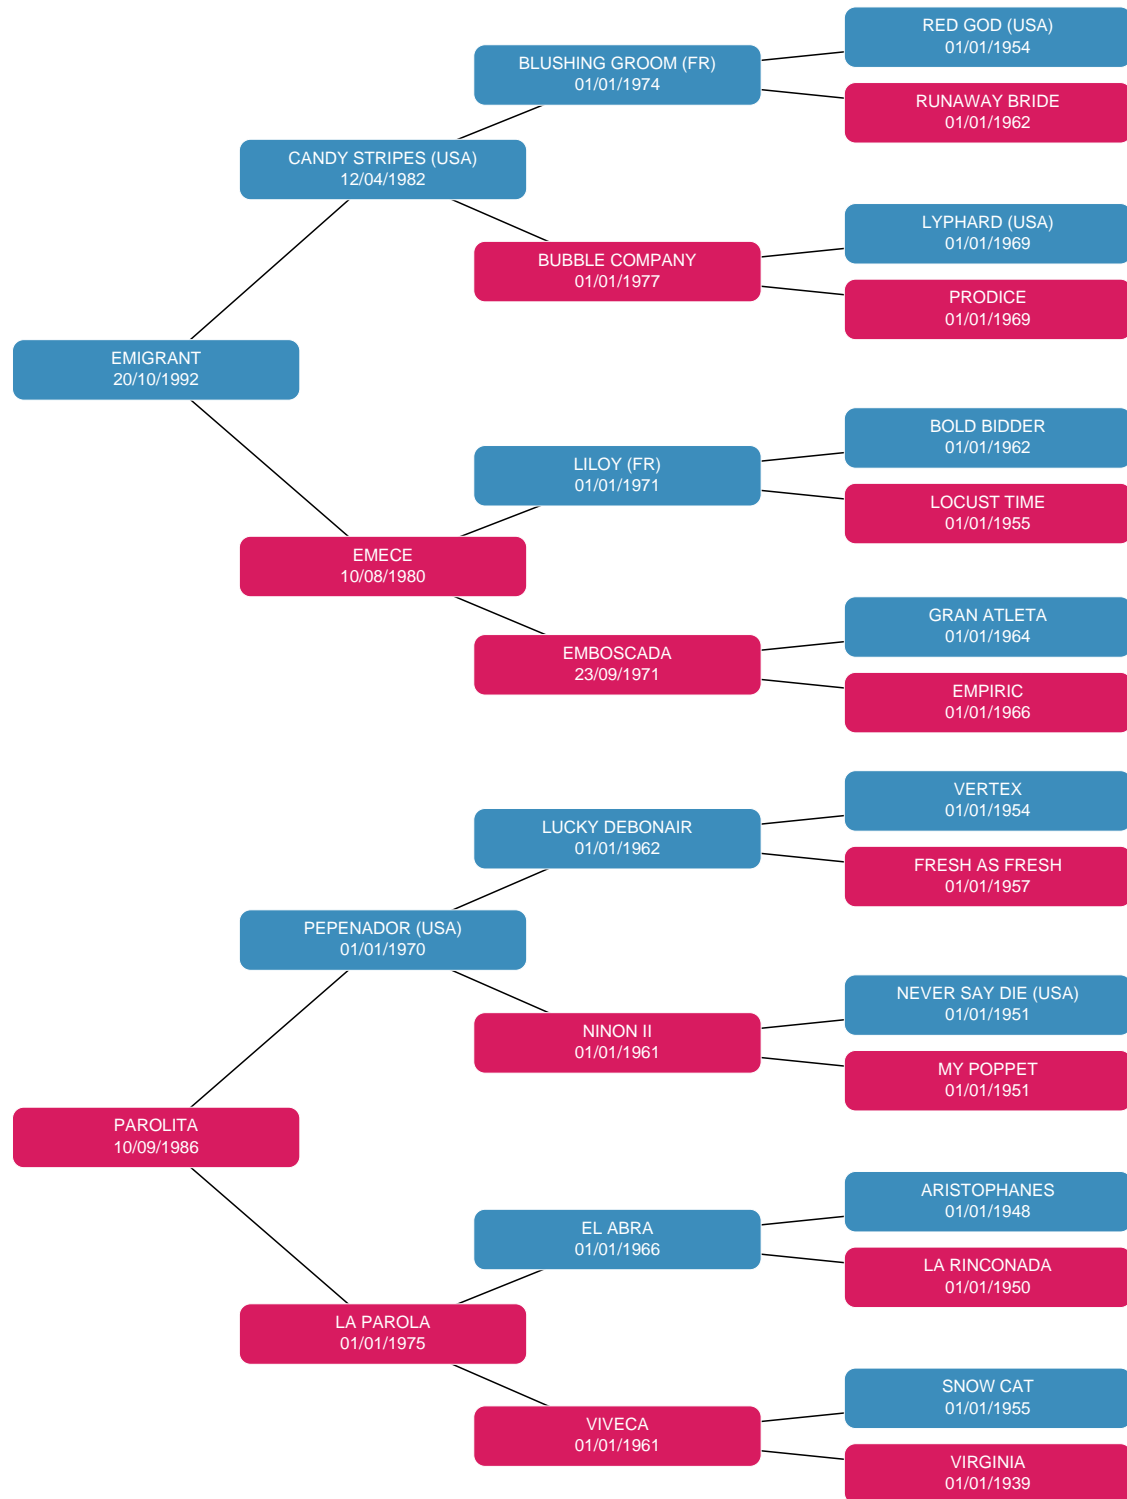 RED GOD (USA)
01/01/1954
BLUSHING GROOM (FR)
01/01/1974
RUNAWAY BRIDE
01/01/1962
CANDY STRIPES (USA)
12/04/1982
LYPHARD (USA)
01/01/1969
BUBBLE COMPANY
01/01/1977
PRODICE
01/01/1969
EMIGRANT
20/10/1992
BOLD BIDDER
01/01/1962
LILOY (FR)
01/01/1971
LOCUST TIME
01/01/1955
EMECE
10/08/1980
GRAN ATLETA
01/01/1964
EMBOSCADA
23/09/1971
EMPIRIC
01/01/1966
VERTEX
01/01/1954
LUCKY DEBONAIR
01/01/1962
FRESH AS FRESH
01/01/1957
PEPENADOR (USA)
01/01/1970
NEVER SAY DIE (USA)
01/01/1951
NINON II
01/01/1961
MY POPPET
01/01/1951
PAROLITA
10/09/1986
ARISTOPHANES
01/01/1948
EL ABRA
01/01/1966
LA RINCONADA
01/01/1950
LA PAROLA
01/01/1975
SNOW CAT
01/01/1955
VIVECA
01/01/1961
VIRGINIA
01/01/1939